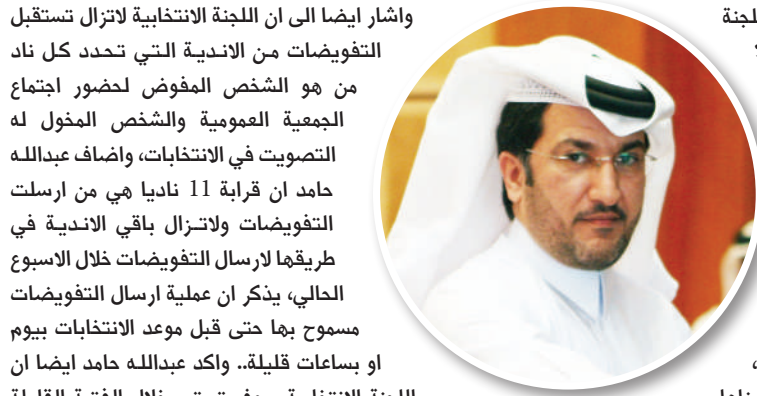 واشار ايضا الى ان اللجنة الانتخابية لاتزال تستقبل
التفويضات من الاندية التي تحدد كل ناد
من هو الشخص المفوض لحضور اجتماع
الجمعية العمومية والشخص المخول له
التصويت في الانتخابات، واضاف عبدالله
حامد ان قرابة 11 ناديا هي من ارسلت
التفويضات ولاتزال باقي الاندية في
طريقها لارسال التفويضات خلال الاسبوع
الحالي، يذكر ان عملية ارسال التفويضات
مسموح بها حتى قبل موعد الانتخابات بيوم
او بساعات قليلة.. واكد عبدالله حامد ايضا ان